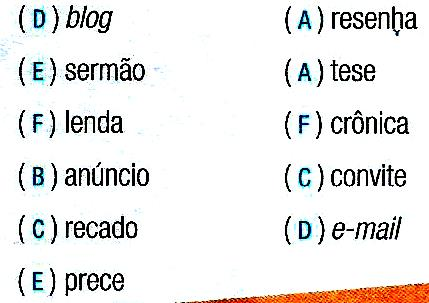 ( D ) blog
( E ) sermão
( F ) lenda
( B ) anúncio
( C ) recado
( E ) prece
( A ) resenha
( A ) tese
( F ) crônica
( C ) convite
( D ) e-mail